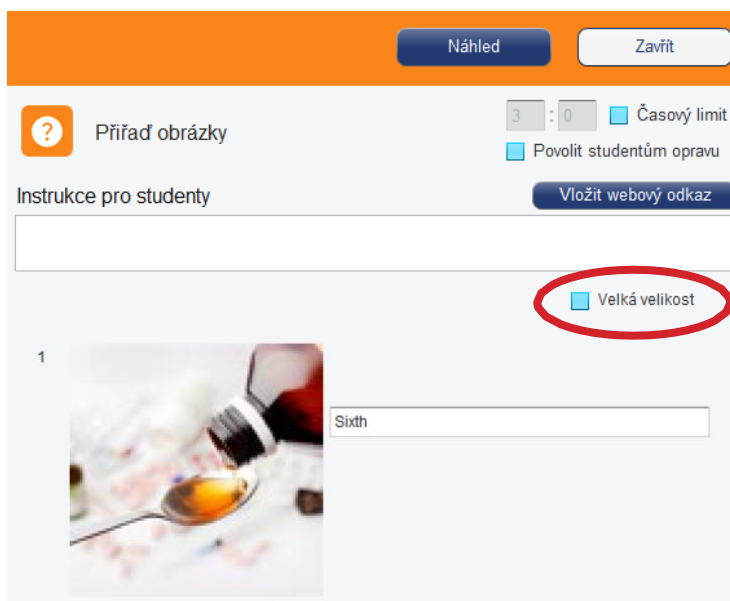 Náhled Zavřít
? Přiřaď obrázky
3 : 0 Časový limit
Povolit studentům opravu
Instrukce pro studenty
Vložit webový odkaz
Velká velikost
1
Sixth